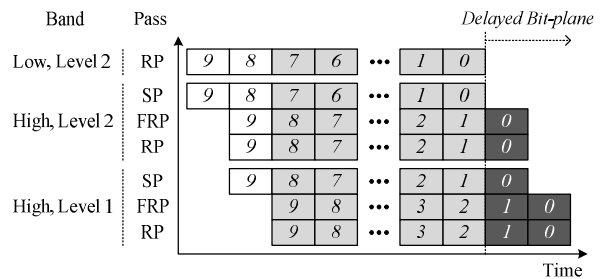 Band Pass Delayed Bit-plane
Low, Level 2 RP 9 8 7 6 ••• 1 0
SP 9 8 7 6 ••• 1 0
High, Level 2 FRP 9 8 7 ••• 2 1 0
RP 9 8 7 ••• 2 1 0
SP 9 8 7 ••• 2 1 0
High, Level 1 FRP 9 8 ••• 3 2 1 0
RP 9 8 ••• 3 2 1 0
Time